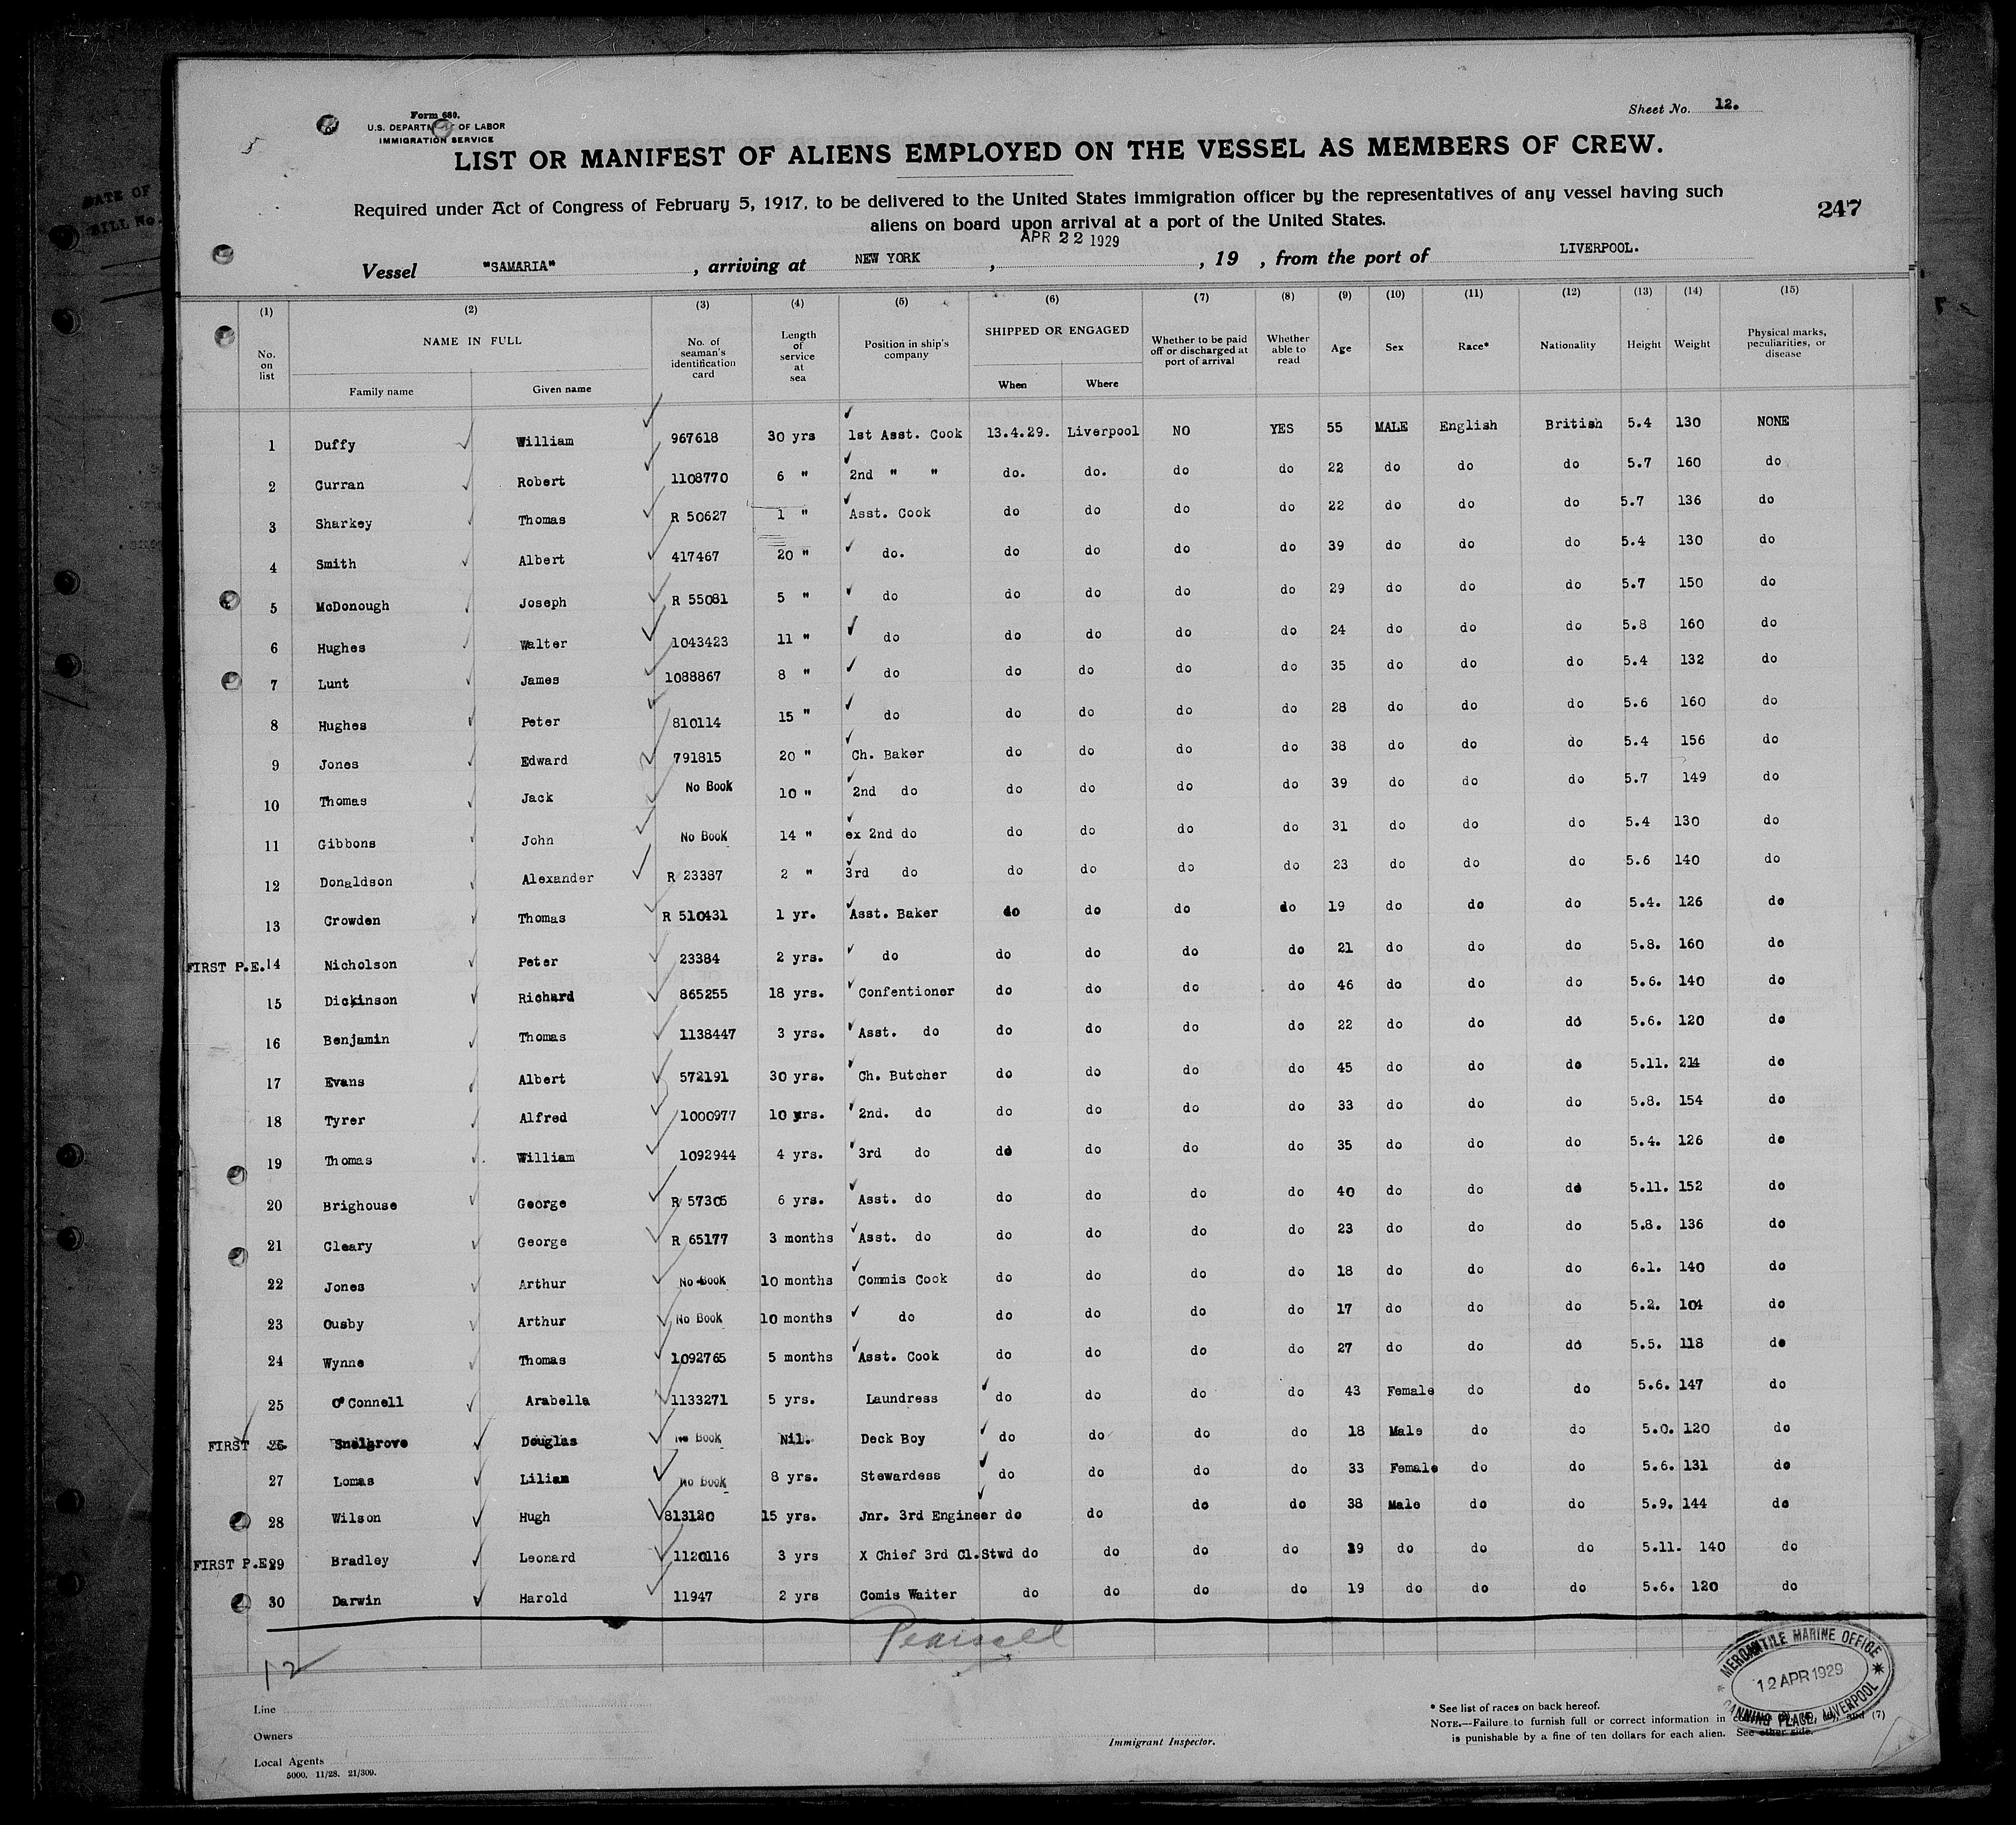 Sheet No. 12.
Form 680.
U.S. DEPARTMENT OF LABOR
IMMIGRATION SERVICE
LIST OR MANIFEST OF ALIENS EMPLOYED ON THE VESSEL AS MEMBERS OF CREW.
Required under Act of Congress of February 5, 1917, to be delivered to the United States immigration officer by the representatives of any vessel having such
aliens on board upon arrival at a port of the United States.
247
Vessel "SAMARIA", arriving at NEW YORK, APR 22 1929, 19 , from the port of LIVERPOOL.
(1) (2) (3) (4) (5) (6) (7) (8) (9) (10) (11) (12) (13) (14) (15)
No. on list NAME IN FULL Family name Given name No. of seaman's identification card Length of service at sea Position in ship's company SHIPPED OR ENGAGED When Where Whether to be paid off or discharged at port of arrival Whether able to read Age Sex Race* Nationality Height Weight Physical marks, peculiarities, or disease
1 Duffy William 967618 30 yrs 1st Asst. Cook 13.4.29. Liverpool NO YES 55 MALE English British 5.4 130 NONE
2 Curran Robert 1108770 6 " 2nd " " do. do. do do 22 do do do 5.7 160 do
3 Sharkey Thomas R 50627 1 " Asst. Cook do do do do 22 do do do 5.7 136 do
4 Smith Albert 417467 20 " do. do do do do 39 do do do 5.4 130 do
5 McDonough Joseph R 55081 5 " do do do do do 29 do do do 5.7 150 do
6 Hughes Walter 1043423 11 " do do do do do 24 do do do 5.8 160 do
7 Lunt James 1088867 8 " do do do do do 35 do do do 5.4 132 do
8 Hughes Peter 810114 15 " do do do do do 28 do do do 5.6 160 do
9 Jones Edward 791815 20 " Ch. Baker do do do do 38 do do do 5.4 156 do
10 Thomas Jack No Book 10 " 2nd do do do do do 39 do do do 5.7 149 do
11 Gibbons John No Book 14 " ex 2nd do do do do do 31 do do do 5.4 130 do
12 Donaldson Alexander R 23387 2 " 3rd do do do do do 23 do do do 5.6 140 do
13 Crowden Thomas R 510431 1 yr. Asst. Baker do do do do 19 do do do 5.4. 126 do
FIRST P.E. 14 Nicholson Peter 23384 2 yrs. do do do do do 21 do do do 5.8. 160 do
15 Dickinson Richard 865255 18 yrs. Confentioner do do do do 46 do do do 5.6. 140 do
16 Benjamin Thomas 1138447 3 yrs. Asst. do do do do do 22 do do do 5.6. 120 do
17 Evans Albert 572191 30 yrs. Ch. Butcher do do do do 45 do do do 5.11. 214 do
18 Tyrer Alfred 1000977 10 yrs. 2nd. do do do do do 33 do do do 5.8. 154 do
19 Thomas William 1092944 4 yrs. 3rd do do do do do 35 do do do 5.4. 126 do
20 Brighouse George R 57305 6 yrs. Asst. do do do do do 40 do do do 5.11. 152 do
21 Cleary George R 65177 3 months Asst. do do do do do 23 do do do 5.8. 136 do
22 Jones Arthur No Book 10 months Commis Cook do do do do 18 do do do 6.1. 140 do
23 Ousby Arthur No Book 10 months do do do do do 17 do do do 5.2. 104 do
24 Wynne Thomas 1092765 5 months Asst. Cook do do do do 27 do do do 5.5. 118 do
25 O'Connell Arabella 1133271 5 yrs. Laundress do do do do 43 Female do do 5.6. 147 do
FIRST 26 Snelgrove Douglas No Book Nil. Deck Boy do do do do 18 Male do do 5.0. 120 do
27 Lomas Lilian No Book 8 yrs. Stewardess do do do do 33 Female do do 5.6. 131 do
28 Wilson Hugh 813120 15 yrs. Jnr. 3rd Engineer do do do do 38 Male do do 5.9. 144 do
FIRST P.E. 29 Bradley Leonard 1120116 3 yrs X Chief 3rd Cl.Stwd do do do do 39 do do do 5.11. 140 do
30 Darwin Harold 11947 2 yrs Comis Waiter do do do do 19 do do do 5.6. 120 do
12
MERCANTILE MARINE OFFICE
12 APR 1929
CANNING PLACE, LIVERPOOL
Line
Owners
Local Agents
5000. 11/28. 21/309.
Immigrant Inspector.
* See list of races on back hereof.
NOTE.—Failure to furnish full or correct information in and (7)
is punishable by a fine of ten dollars for each alien. See other side.